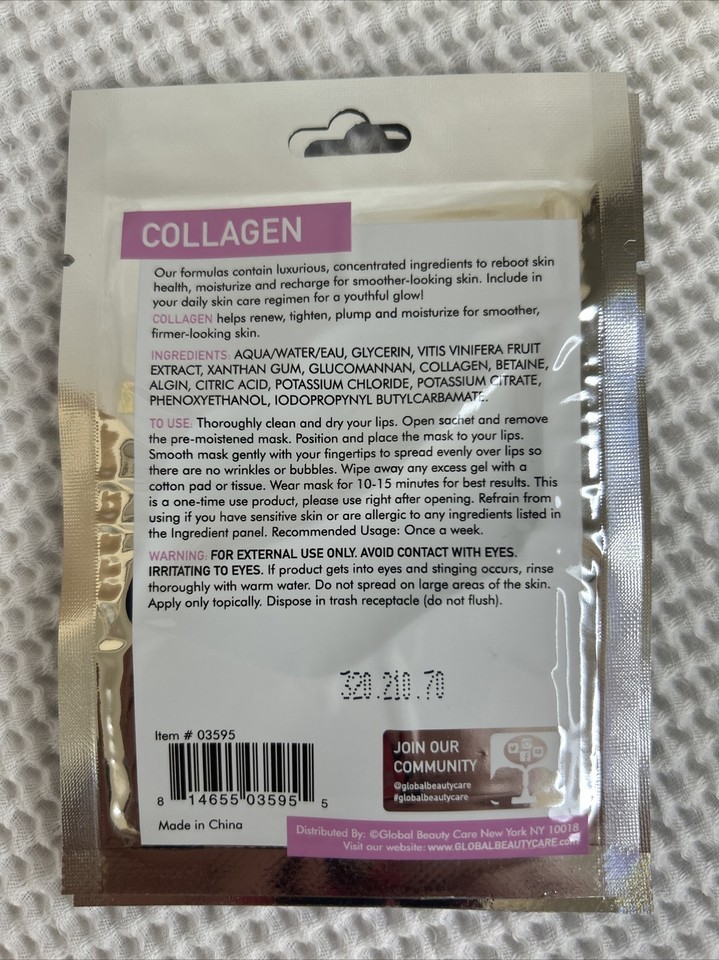 COLLAGEN
Our formulas contain luxurious, concentrated ingredients to reboot skin
health, moisturize and recharge for smoother-looking skin. Include in
your daily skin care regimen for a youthful glow!
COLLAGEN helps renew, tighten, plump and moisturize for smoother,
firmer-looking skin.
INGREDIENTS: AQUA/WATER/EAU, GLYCERIN, VITIS VINIFERA FRUIT
EXTRACT, XANTHAN GUM, GLUCOMANNAN, COLLAGEN, BETAINE,
ALGIN, CITRIC ACID, POTASSIUM CHLORIDE, POTASSIUM CITRATE,
PHENOXYETHANOL, IODOPROPYNYL BUTYLCARBAMATE.
TO USE: Thoroughly clean and dry your lips. Open sachet and remove
the pre-moistened mask. Position and place the mask to your lips.
Smooth mask gently with your fingertips to spread evenly over lips so
there are no wrinkles or bubbles. Wipe away any excess gel with a
cotton pad or tissue. Wear mask for 10-15 minutes for best results. This
is a one-time use product, please use right after opening. Refrain from
using if you have sensitive skin or are allergic to any ingredients listed in
the Ingredient panel. Recommended Usage: Once a week.
WARNING: FOR EXTERNAL USE ONLY. AVOID CONTACT WITH EYES.
IRRITATING TO EYES. If product gets into eyes and stinging occurs, rinse
thoroughly with warm water. Do not spread on large areas of the skin.
Apply only topically. Dispose in trash receptacle (do not flush).
320.210.70
Item # 03595
8 14655 03595 5
Made in China
JOIN OUR
COMMUNITY
@globalbeautycare
#globalbeautycare
Distributed By: ©Global Beauty Care New York NY 10018
Visit our website: www.GLOBALBEAUTYCARE.com